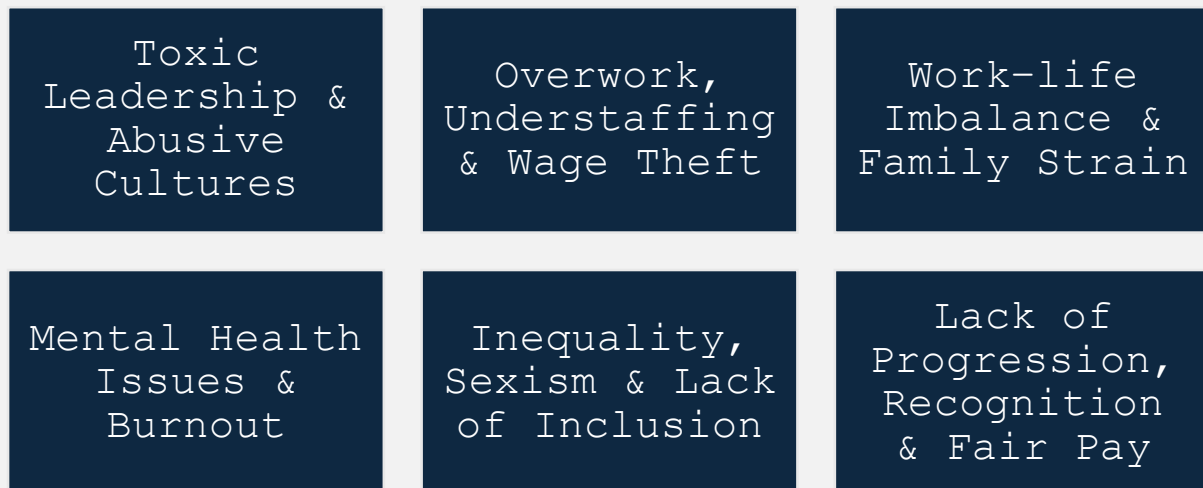 Toxic
Leadership &
Abusive
Cultures
Overwork,
Understaffing
& Wage Theft
Work-life
Imbalance &
Family Strain
Mental Health
Issues &
Burnout
Inequality,
Sexism & Lack
of Inclusion
Lack of
Progression,
Recognition
& Fair Pay